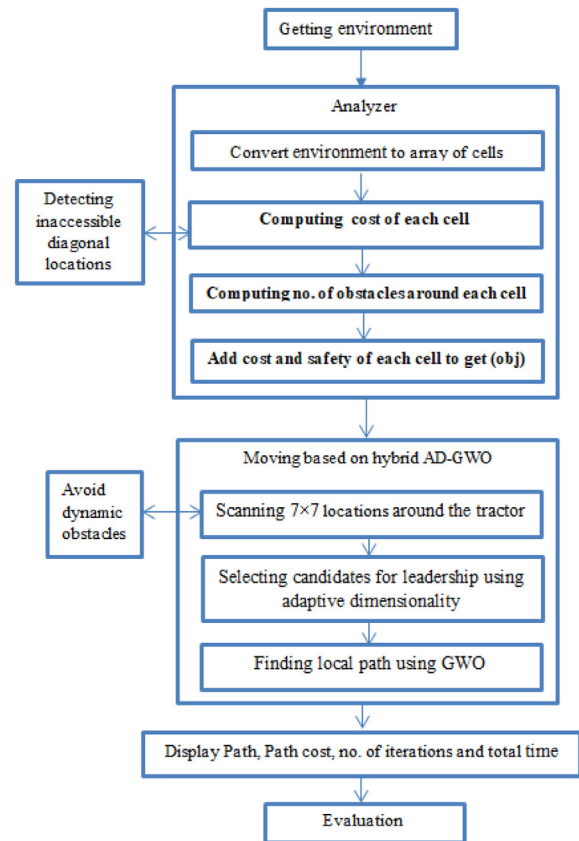 Getting environment
Analyzer
Convert environment to array of cells
Detecting
inaccessible
diagonal
locations
Computing cost of each cell
Computing no. of obstacles around each cell
Add cost and safety of each cell to get (obj)
Moving based on hybrid AD-GWO
Avoid
dynamic
obstacles
Scanning 7×7 locations around the tractor
Selecting candidates for leadership using
adaptive dimensionality
Finding local path using GWO
Display Path, Path cost, no. of iterations and total time
Evaluation